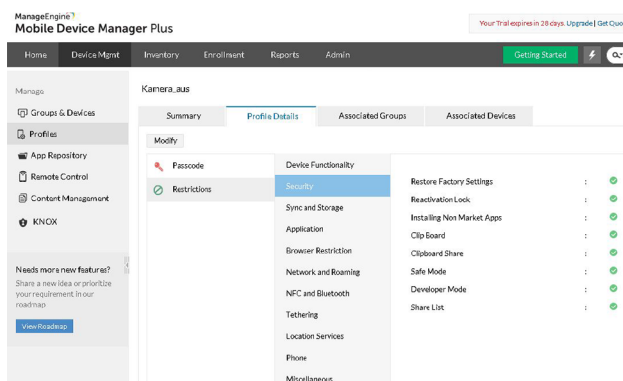 ManageEngine
Mobile Device Manager Plus
Your Trial expires in 28 days. Upgrade | Get Quo
Home Device Mgmt Inventory Enrollment Reports Admin Getting Started
Manage
Groups & Devices
Profiles
App Repository
Remote Control
Content Management
KNOX
Needs more new features?
Share a new idea or prioritize
your requirement in our
roadmap
View Roadmap
Kamera_aus
Summary Profile Details Associated Groups Associated Devices
Modify
Passcode
Restrictions
Device Functionality
Security
Sync and Storage
Application
Browser Restriction
Network and Roaming
NFC and Bluetooth
Tethering
Location Services
Phone
Miscellaneous
Restore Factory Settings :
Reactivation Lock :
Installing Non Market Apps :
Clip Board :
Clipboard Share :
Safe Mode :
Developer Mode :
Share List :